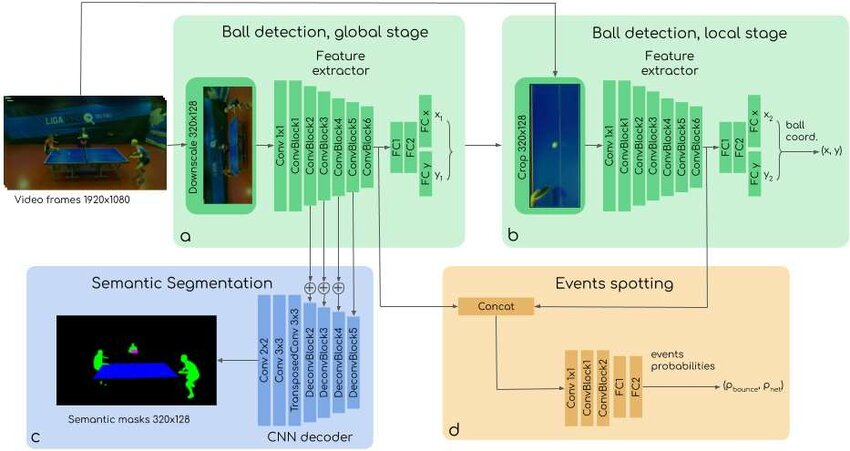 Ball detection, global stage
Feature
extractor
Downscale 320x128
Conv 1x1
ConvBlock1
ConvBlock2
ConvBlock3
ConvBlock4
ConvBlock5
ConvBlock6
FC1
FC2
FC x
FC y
x1
y1
a
LIGA
Video frames 1920x1080
Ball detection, local stage
Feature
extractor
Crop 320x128
Conv 1x1
ConvBlock1
ConvBlock2
ConvBlock3
ConvBlock4
ConvBlock5
ConvBlock6
FC1
FC2
FC x
FC y
x2
y2
ball
coord.
(x, y)
b
Semantic Segmentation
Conv 2x2
Conv 3x3
TransposedConv 3x3
DeconvBlock2
DeconvBlock3
DeconvBlock4
DeconvBlock5
Semantic masks 320x128
CNN decoder
c
Events spotting
Concat
Conv 1x1
ConvBlock1
ConvBlock2
FC1
FC2
events
probabilities
(ρbounce, ρnet)
d